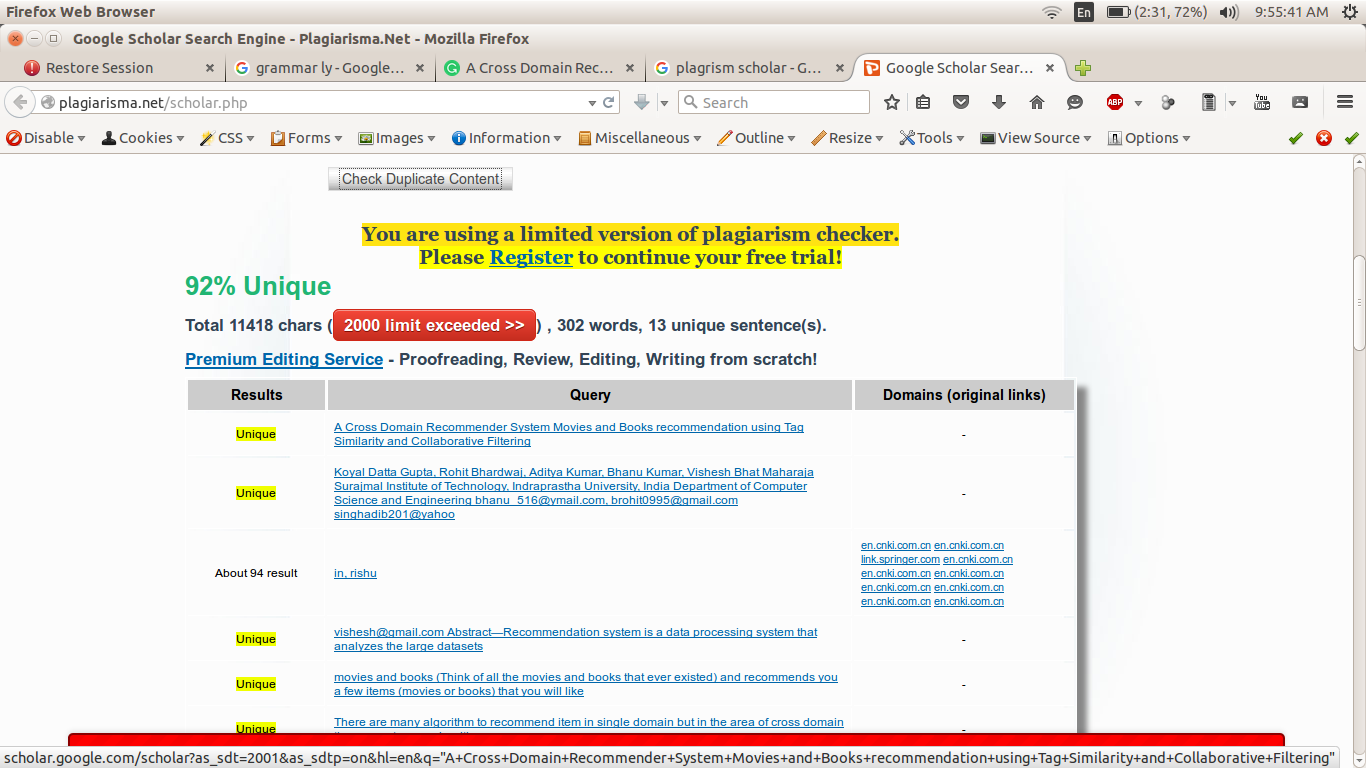 Firefox Web Browser
En
(2:31, 72%)
9:55:41 AM
Google Scholar Search Engine - Plagiarisma.Net - Mozilla Firefox
Restore Session
grammar ly - Google...
A Cross Domain Rec...
plagrism scholar - G...
Google Scholar Sear...
plagiarisma.net/scholar.php
Search
ABP
You Tube
Disable
Cookies
CSS
Forms
Images
Information
Miscellaneous
Outline
Resize
Tools
View Source
Options
Check Duplicate Content
You are using a limited version of plagiarism checker.
Please Register to continue your free trial!
92% Unique
Total 11418 chars (2000 limit exceeded >>) , 302 words, 13 unique sentence(s).
Premium Editing Service - Proofreading, Review, Editing, Writing from scratch!
Results
Query
Domains (original links)
Unique
A Cross Domain Recommender System Movies and Books recommendation using Tag
Similarity and Collaborative Filtering
-
Unique
Koyal Datta Gupta, Rohit Bhardwaj, Aditya Kumar, Bhanu Kumar, Vishesh Bhat Maharaja
Surajmal Institute of Technology, Indraprastha University, India Department of Computer
Science and Engineering bhanu_516@ymail.com, brohit0995@gmail.com
singhadib201@yahoo
-
About 94 result
in, rishu
en.cnki.com.cn en.cnki.com.cn
link.springer.com en.cnki.com.cn
en.cnki.com.cn en.cnki.com.cn
en.cnki.com.cn en.cnki.com.cn
en.cnki.com.cn en.cnki.com.cn
Unique
vishesh@gmail.com Abstract—Recommendation system is a data processing system that
analyzes the large datasets
-
Unique
movies and books (Think of all the movies and books that ever existed) and recommends you
a few items (movies or books) that you will like
-
Unique
There are many algorithm to recommend item in single domain but in the area of cross domain
-
scholar.google.com/scholar?as_sdt=2001&as_sdtp=on&hl=en&q="A+Cross+Domain+Recommender+System+Movies+and+Books+recommendation+using+Tag+Similarity+and+Collaborative+Filtering"